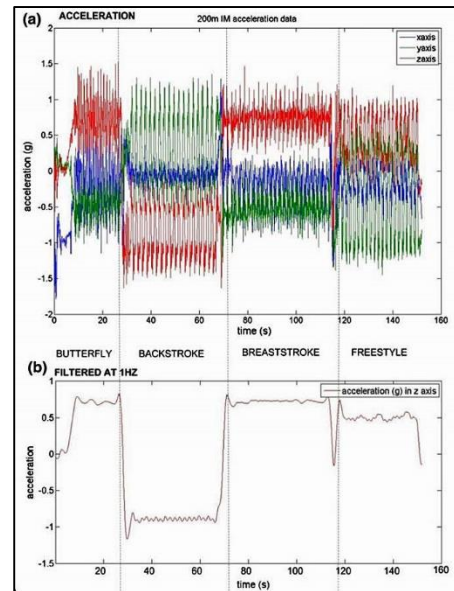 (a) ACCELERATION
200m IM acceleration data
xaxis
yaxis
zaxis
2
1.5
1
0.5
0
-0.5
-1
-1.5
-2
acceleration (g)
0 20 40 60 80 100 120 140 160
time (s)
BUTTERFLY BACKSTROKE BREASTSTROKE FREESTYLE
(b) FILTERED AT 1HZ
acceleration (g) in z axis
1
0.5
0
-0.5
-1
-1.5
acceleration
20 40 60 80 100 120 140 160
time (s)